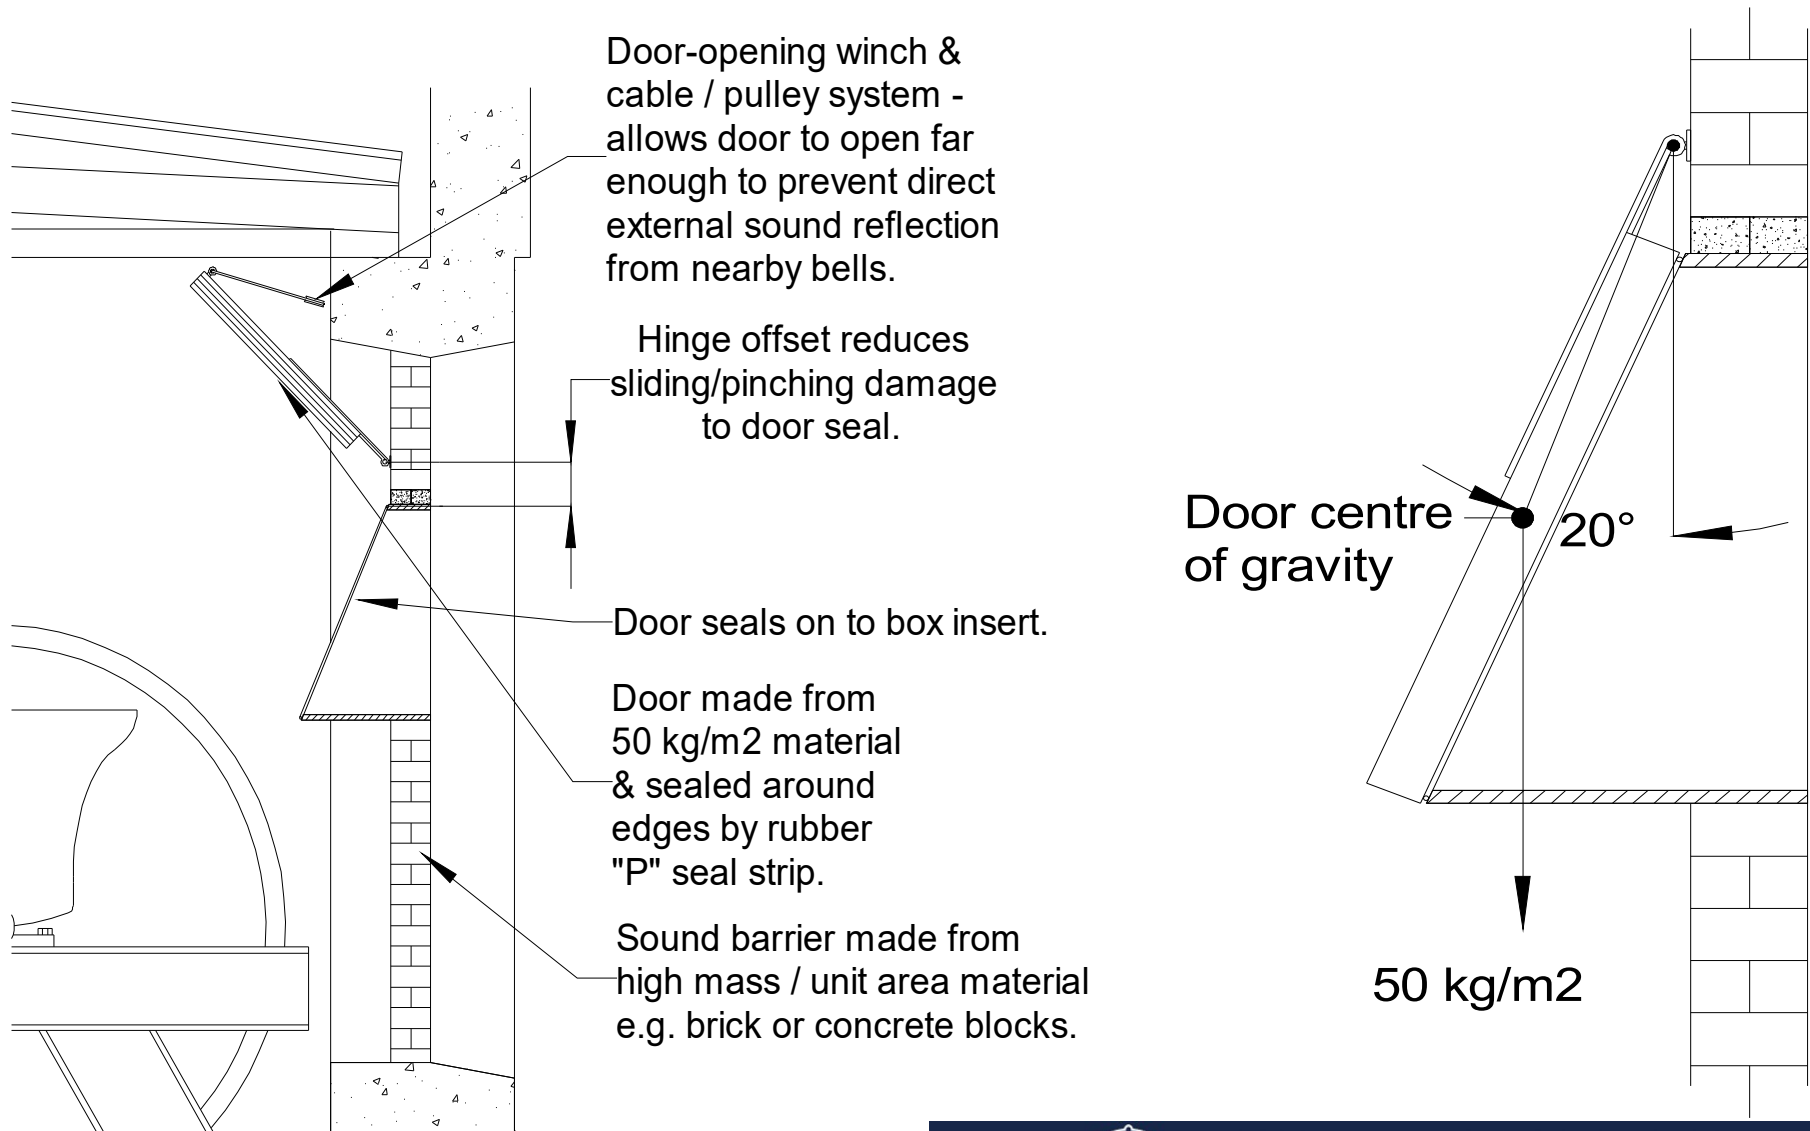 Door-opening winch &
cable / pulley system -
allows door to open far
enough to prevent direct
external sound reflection
from nearby bells.
Hinge offset reduces
sliding/pinching damage
to door seal.
Door seals on to box insert.
Door made from
50 kg/m2 material
& sealed around
edges by rubber
"P" seal strip.
Sound barrier made from
high mass / unit area material
e.g. brick or concrete blocks.
Door centre
of gravity
20°
50 kg/m2